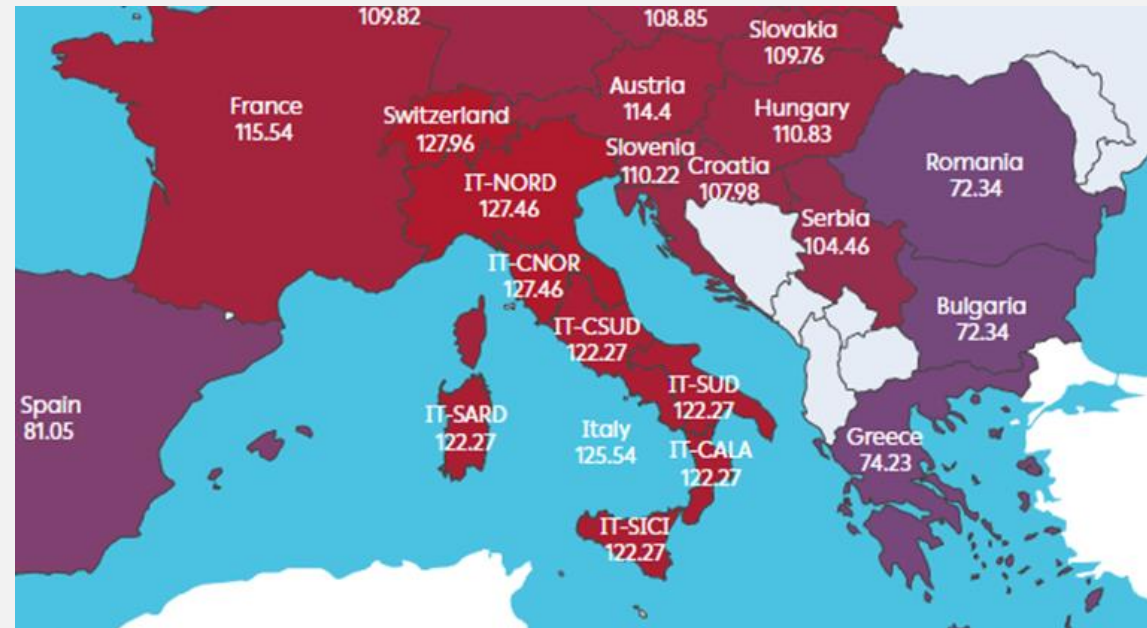 109.82
108.85
Slovakia
109.76
France
115.54
Switzerland
127.96
Austria
114.4
Hungary
110.83
Slovenia
110.22
Croatia
107.98
Romania
72.34
IT-NORD
127.46
Serbia
104.46
IT-CNOR
127.46
Bulgaria
72.34
IT-CSUD
122.27
Spain
81.05
IT-SARD
122.27
IT-SUD
122.27
Italy
125.54
IT-CALA
122.27
Greece
74.23
IT-SICI
122.27